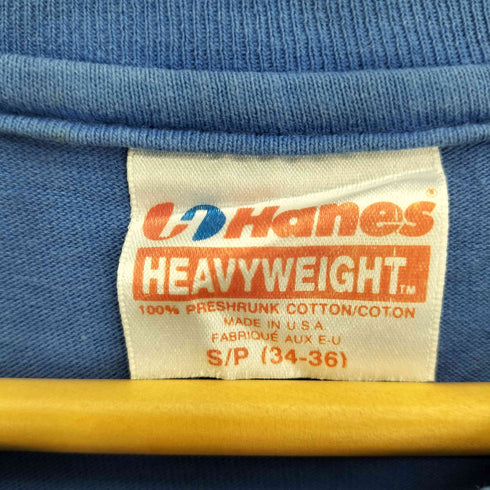 Hanes®
HEAVYWEIGHT™
100% PRESHRUNK COTTON/COTON
MADE IN U.S.A.
FABRIQUÉ AUX E-U
S/P (34-36)